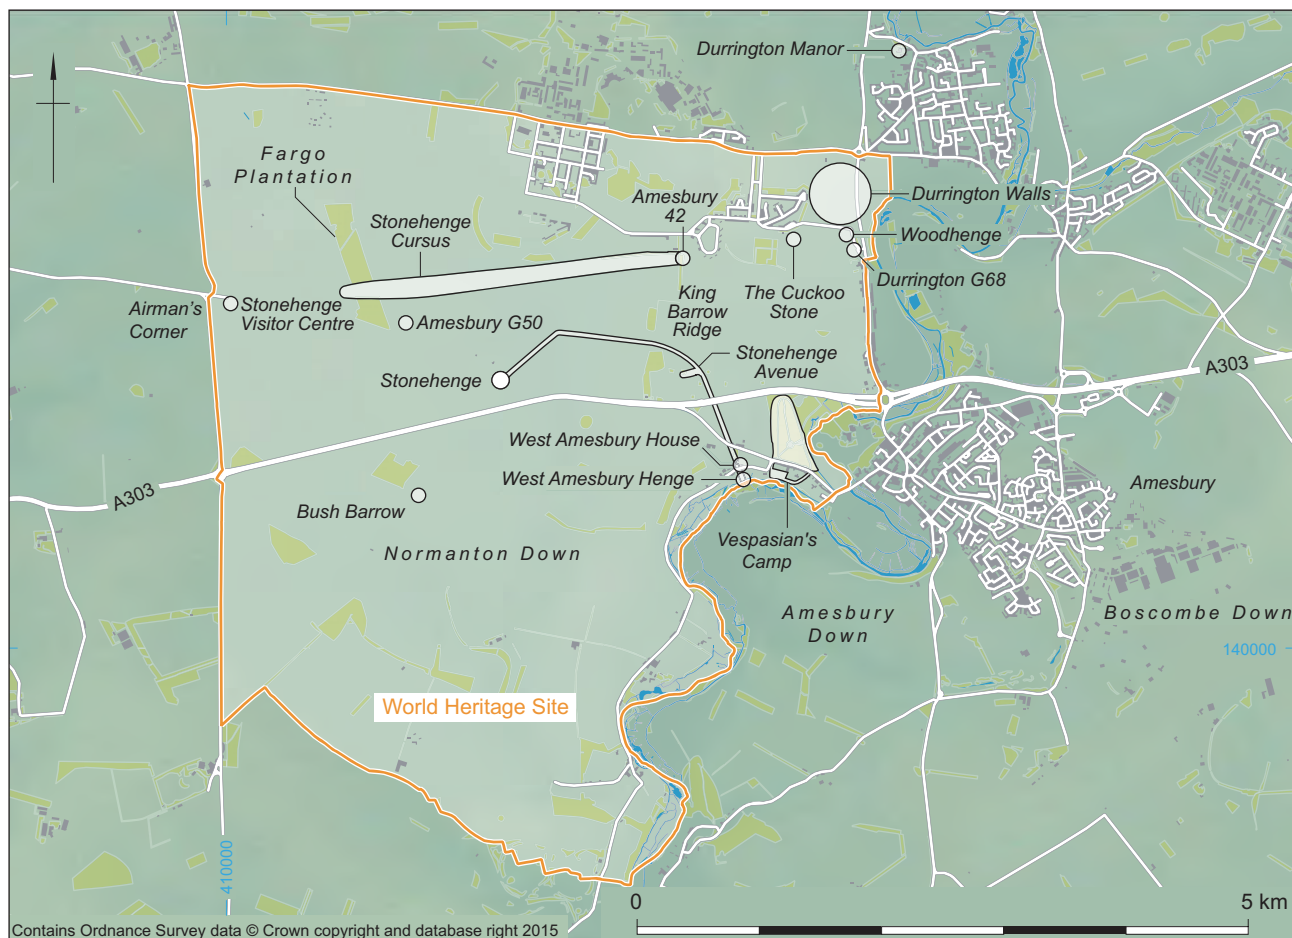 Durrington Manor
Fargo
Plantation
Amesbury
42
Durrington Walls
Stonehenge
Cursus
Woodhenge
Durrington G68
Airman's
Corner
Stonehenge
Visitor Centre
Amesbury G50
King
Barrow
Ridge
The Cuckoo
Stone
Stonehenge
Avenue
Stonehenge
A303
West Amesbury House
West Amesbury Henge
A303
Bush Barrow
Amesbury
Normanton Down
Vespasian's
Camp
Amesbury
Down
Boscombe Down
140000
World Heritage Site
410000
0
5 km
Contains Ordnance Survey data © Crown copyright and database right 2015